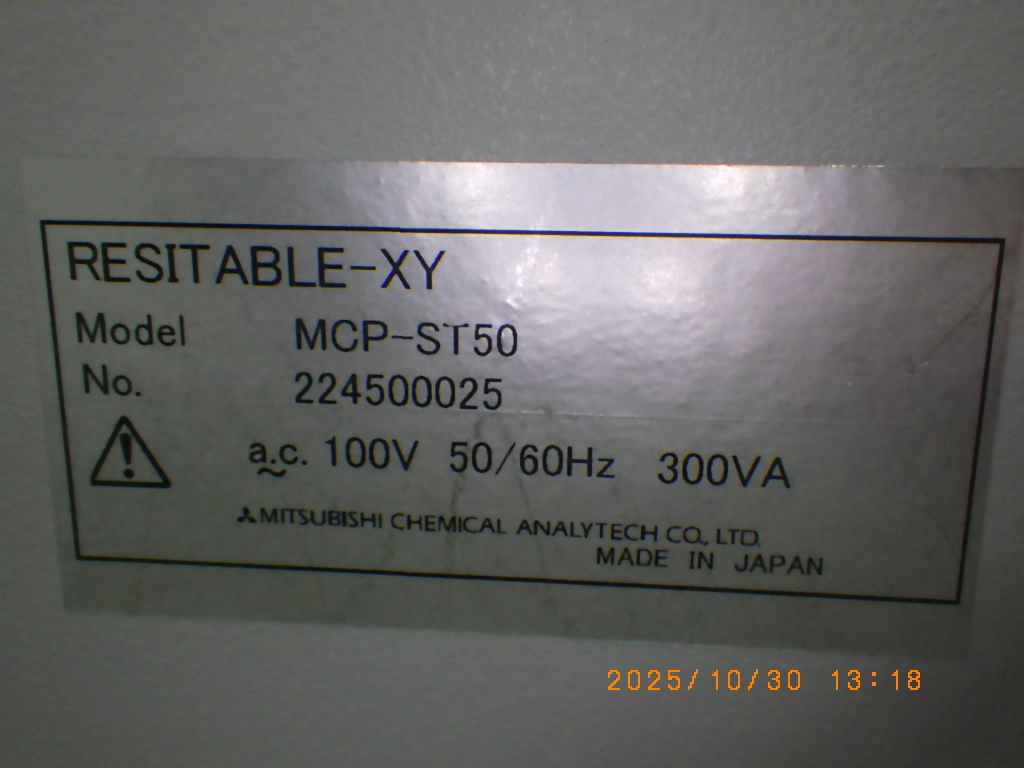 RESITABLE-XY
Model MCP-ST50
No. 224500025
a.c. 100V 50/60Hz 300VA
MITSUBISHI CHEMICAL ANALYTECH CO., LTD.
MADE IN JAPAN
2025/10/30 13:18